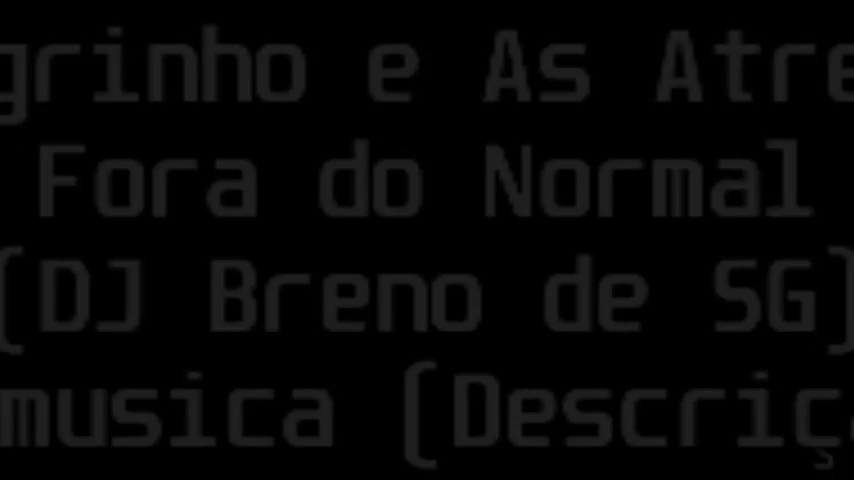 grinho e As Atre
Fora do Normal
(DJ Breno de SG)
musica (Descriç